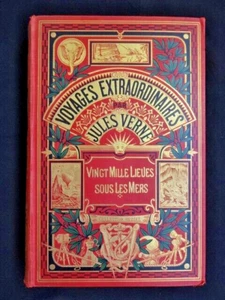 VOYAGES EXTRAORDINAIRES
PAR
JULES VERNE
VINGT MILLE LIEUES
SOUS LES MERS